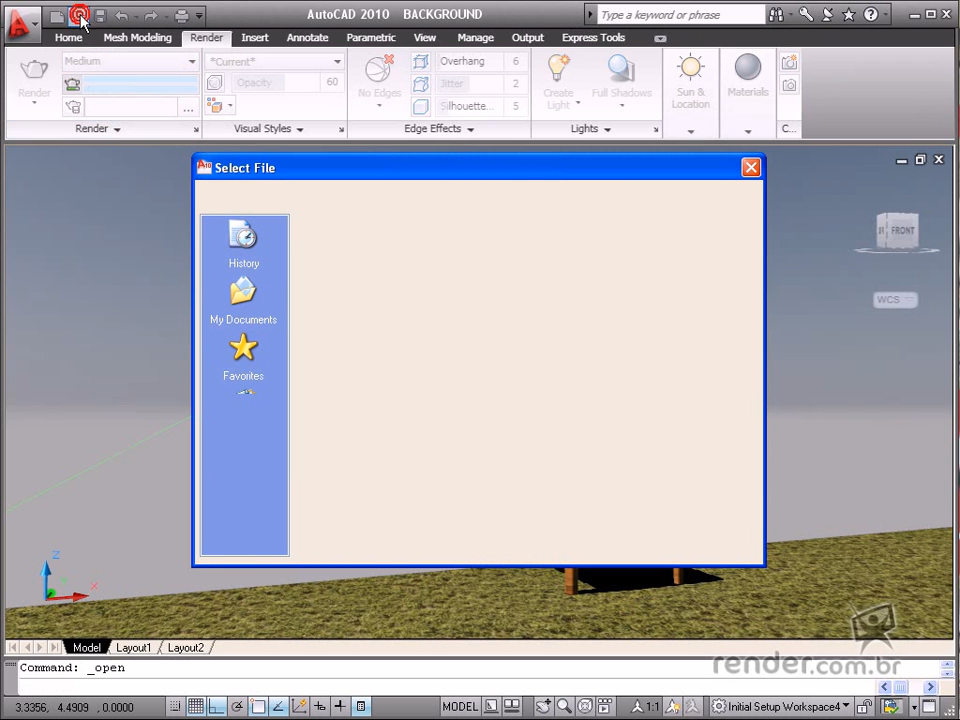 AutoCAD 2010 BACKGROUND
Type a keyword or phrase
Home Mesh Modeling Render Insert Annotate Parametric View Manage Output Express Tools
Medium
*Current*
Overhang 6
Opacity 60
Jitter 2
Silhouette... 5
Render
No Edges
Create Light
Full Shadows
Sun & Location
Materials
Render Visual Styles Edge Effects Lights C...
Select File
History
My Documents
Favorites
FRONT
WCS
Z
X
Model Layout1 Layout2
Command: _open
render.com.br
3.3356, 4.4909, 0.0000
MODEL
1:1
Initial Setup Workspace4